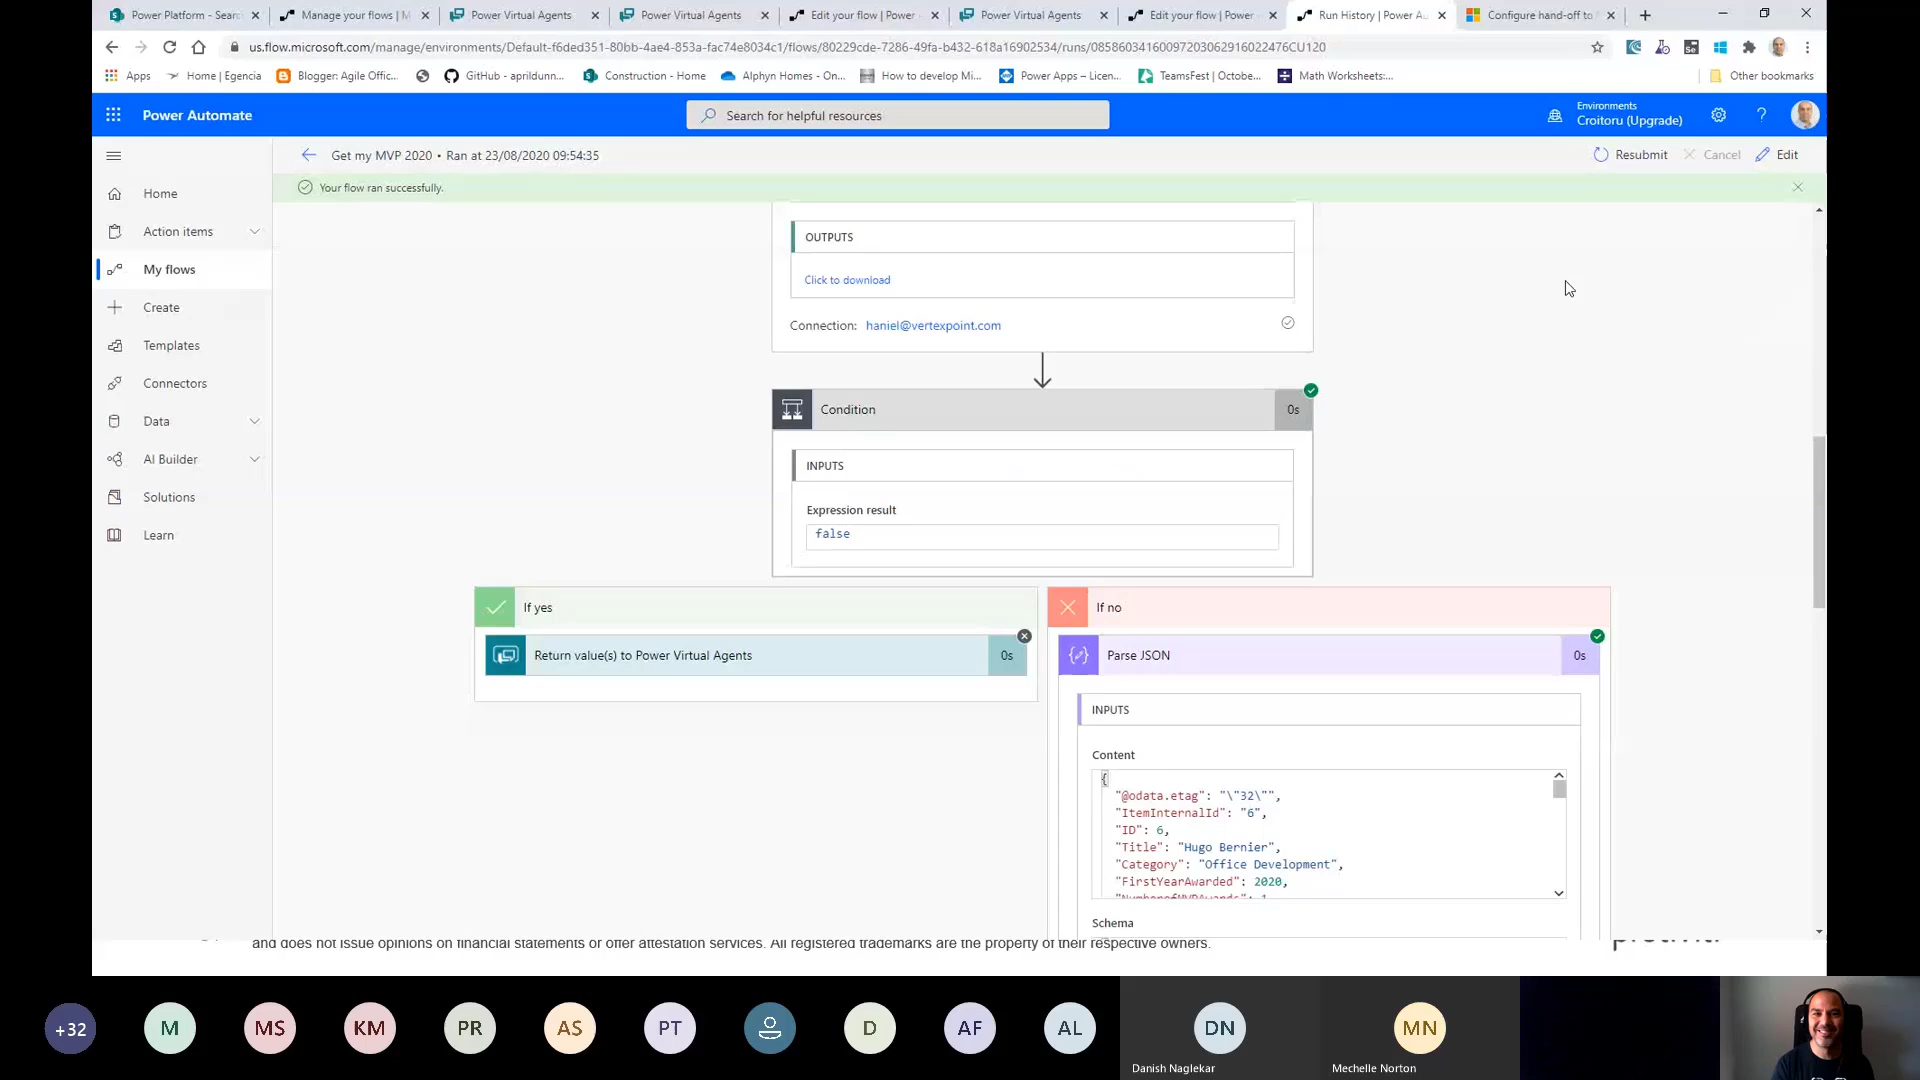 Power Platform - Sear
Manage your flows | M
Power Virtual Agents
Power Virtual Agents
Edit your flow | Power
Power Virtual Agents
Edit your flow | Power
Run History | Power Au
Configure hand-off to
us.flow.microsoft.com/manage/environments/Default-f6ded351-80bb-4ae4-853a-fac74e8034c1/flows/80229cde-7286-49fa-b432-618a16902534/runs/08586034160097203062916022476CU120
Apps
Home | Egencia
Blogger: Agile Offic...
GitHub - aprildunn...
Construction - Home
Alphyn Homes - On...
How to develop Mi...
Power Apps – Licen...
TeamsFest | Octobe...
Math Worksheets:...
Other bookmarks
Power Automate
Search for helpful resources
Environments
Croitoru (Upgrade)
?
Get my MVP 2020 • Ran at 23/08/2020 09:54:35
Resubmit
Cancel
Edit
Your flow ran successfully.
Home
Action items
My flows
Create
Templates
Connectors
Data
AI Builder
Solutions
Learn
OUTPUTS
Click to download
Connection: haniel@vertexpoint.com
Condition
0s
INPUTS
Expression result
false
If yes
Return value(s) to Power Virtual Agents
0s
If no
Parse JSON
0s
INPUTS
Content
{
"@odata.etag": "\"32\"",
"ItemInternalId": "6",
"ID": 6,
"Title": "Hugo Bernier",
"Category": "Office Development",
"FirstYearAwarded": 2020,
"NumberofMVPAwards": 1
Schema
and does not issue opinions on financial statements or offer attestation services. All registered trademarks are the property of their respective owners.
+32
M
MS
KM
PR
AS
PT
D
AF
AL
DN
MN
Danish Naglekar
Mechelle Norton